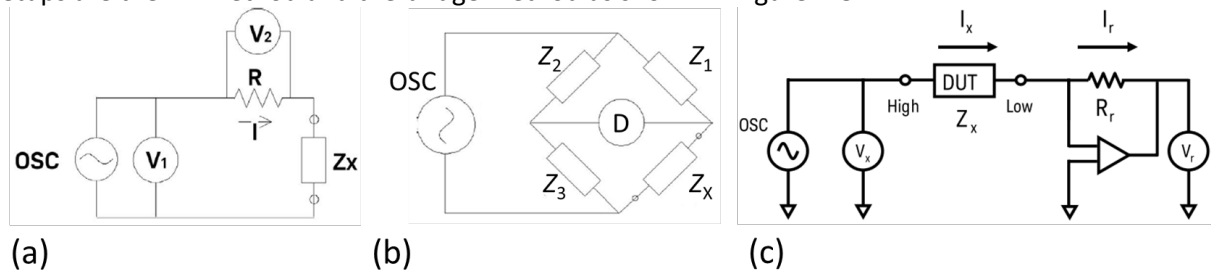 V₂
R
I
OSC
V₁
Zx
(a)
Z₂
Z₁
OSC
D
Z₃
Zₓ
(b)
Iₓ
Iᵣ
DUT
High
Low
Zₓ
Rᵣ
OSC
Vₓ
Vᵣ
(c)